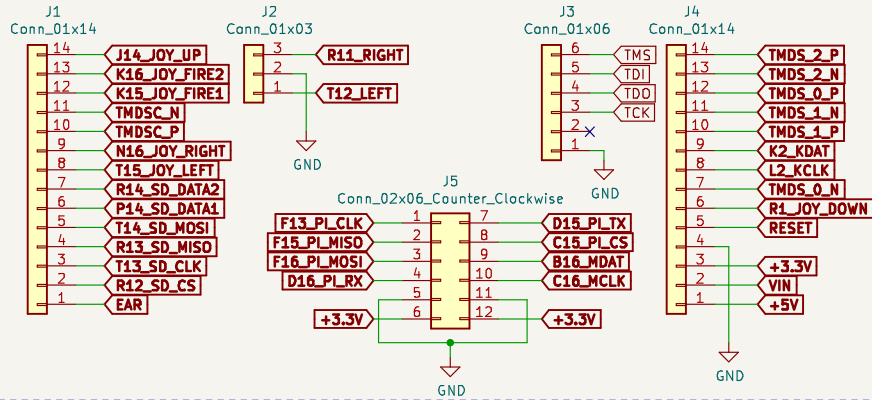 J1
Conn_01x14
14 J14_JOY_UP
13 K16_JOY_FIRE2
12 K15_JOY_FIRE1
11 TMDSC_N
10 TMDSC_P
9 N16_JOY_RIGHT
8 T15_JOY_LEFT
7 R14_SD_DATA2
6 P14_SD_DATA1
5 T14_SD_MOSI
4 R13_SD_MISO
3 T13_SD_CLK
2 R12_SD_CS
1 EAR
J2
Conn_01x03
3 R11_RIGHT
2
1 T12_LEFT
GND
J3
Conn_01x06
6 TMS
5 TDI
4 TDO
3 TCK
2
1
GND
J4
Conn_01x14
14 TMDS_2_P
13 TMDS_2_N
12 TMDS_0_P
11 TMDS_1_N
10 TMDS_1_P
9 K2_KDAT
8 L2_KCLK
7 TMDS_0_N
6 R1_JOY_DOWN
5 RESET
4
3 +3.3V
2 VIN
1 +5V
GND
J5
Conn_02x06_Counter_Clockwise
F13_PI_CLK 1 7 D15_PI_TX
F15_PI_MISO 2 8 C15_PI_CS
F16_PI_MOSI 3 9 B16_MDAT
D16_PI_RX 4 10 C16_MCLK
5 11
+3.3V 6 12 +3.3V
GND